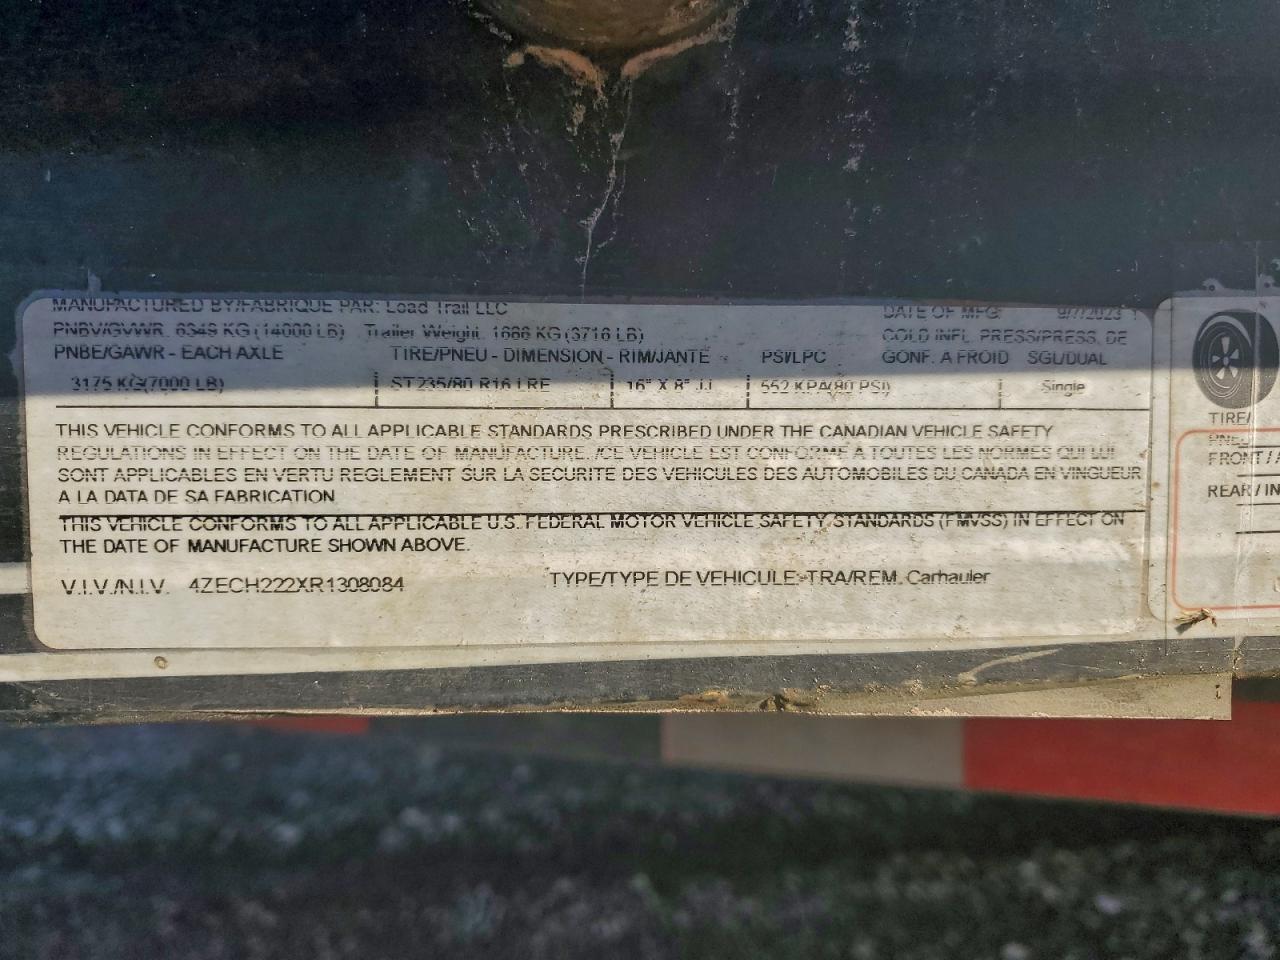 MANUFACTURED BY/FABRIQUE PAR: Load Trail LLC DATE OF MFG: 9/7/2023
PNBV/GVWR 6349 KG (14000 LB) Trailer Weight 1686 KG (3716 LB) COLD INFL. PRESS/PRESS. DE
PNBE/GAWR - EACH AXLE TIRE/PNEU - DIMENSION - RIM/JANTE PSI/LPC GONF. A FROID SGL/DUAL
3175 KG(7000 LB) ST235/80 R16 LRE 16" X 8" JJ 552 KPA(80 PSI) Single
THIS VEHICLE CONFORMS TO ALL APPLICABLE STANDARDS PRESCRIBED UNDER THE CANADIAN VEHICLE SAFETY
REGULATIONS IN EFFECT ON THE DATE OF MANUFACTURE. /CE VEHICLE EST CONFORME A TOUTES LES NORMES QUI LUI
SONT APPLICABLES EN VERTU REGLEMENT SUR LA SECURITE DES VEHICULES DES AUTOMOBILES DU CANADA EN VINGUEUR
A LA DATA DE SA FABRICATION
THIS VEHICLE CONFORMS TO ALL APPLICABLE U.S. FEDERAL MOTOR VEHICLE SAFETY STANDARDS (FMVSS) IN EFFECT ON
THE DATE OF MANUFACTURE SHOWN ABOVE.
V.I.V./N.I.V. 4ZECH222XR1308084 TYPE/TYPE DE VEHICULE: TRA/REM. Carhauler
TIRE/
FRONT /
REAR / IN